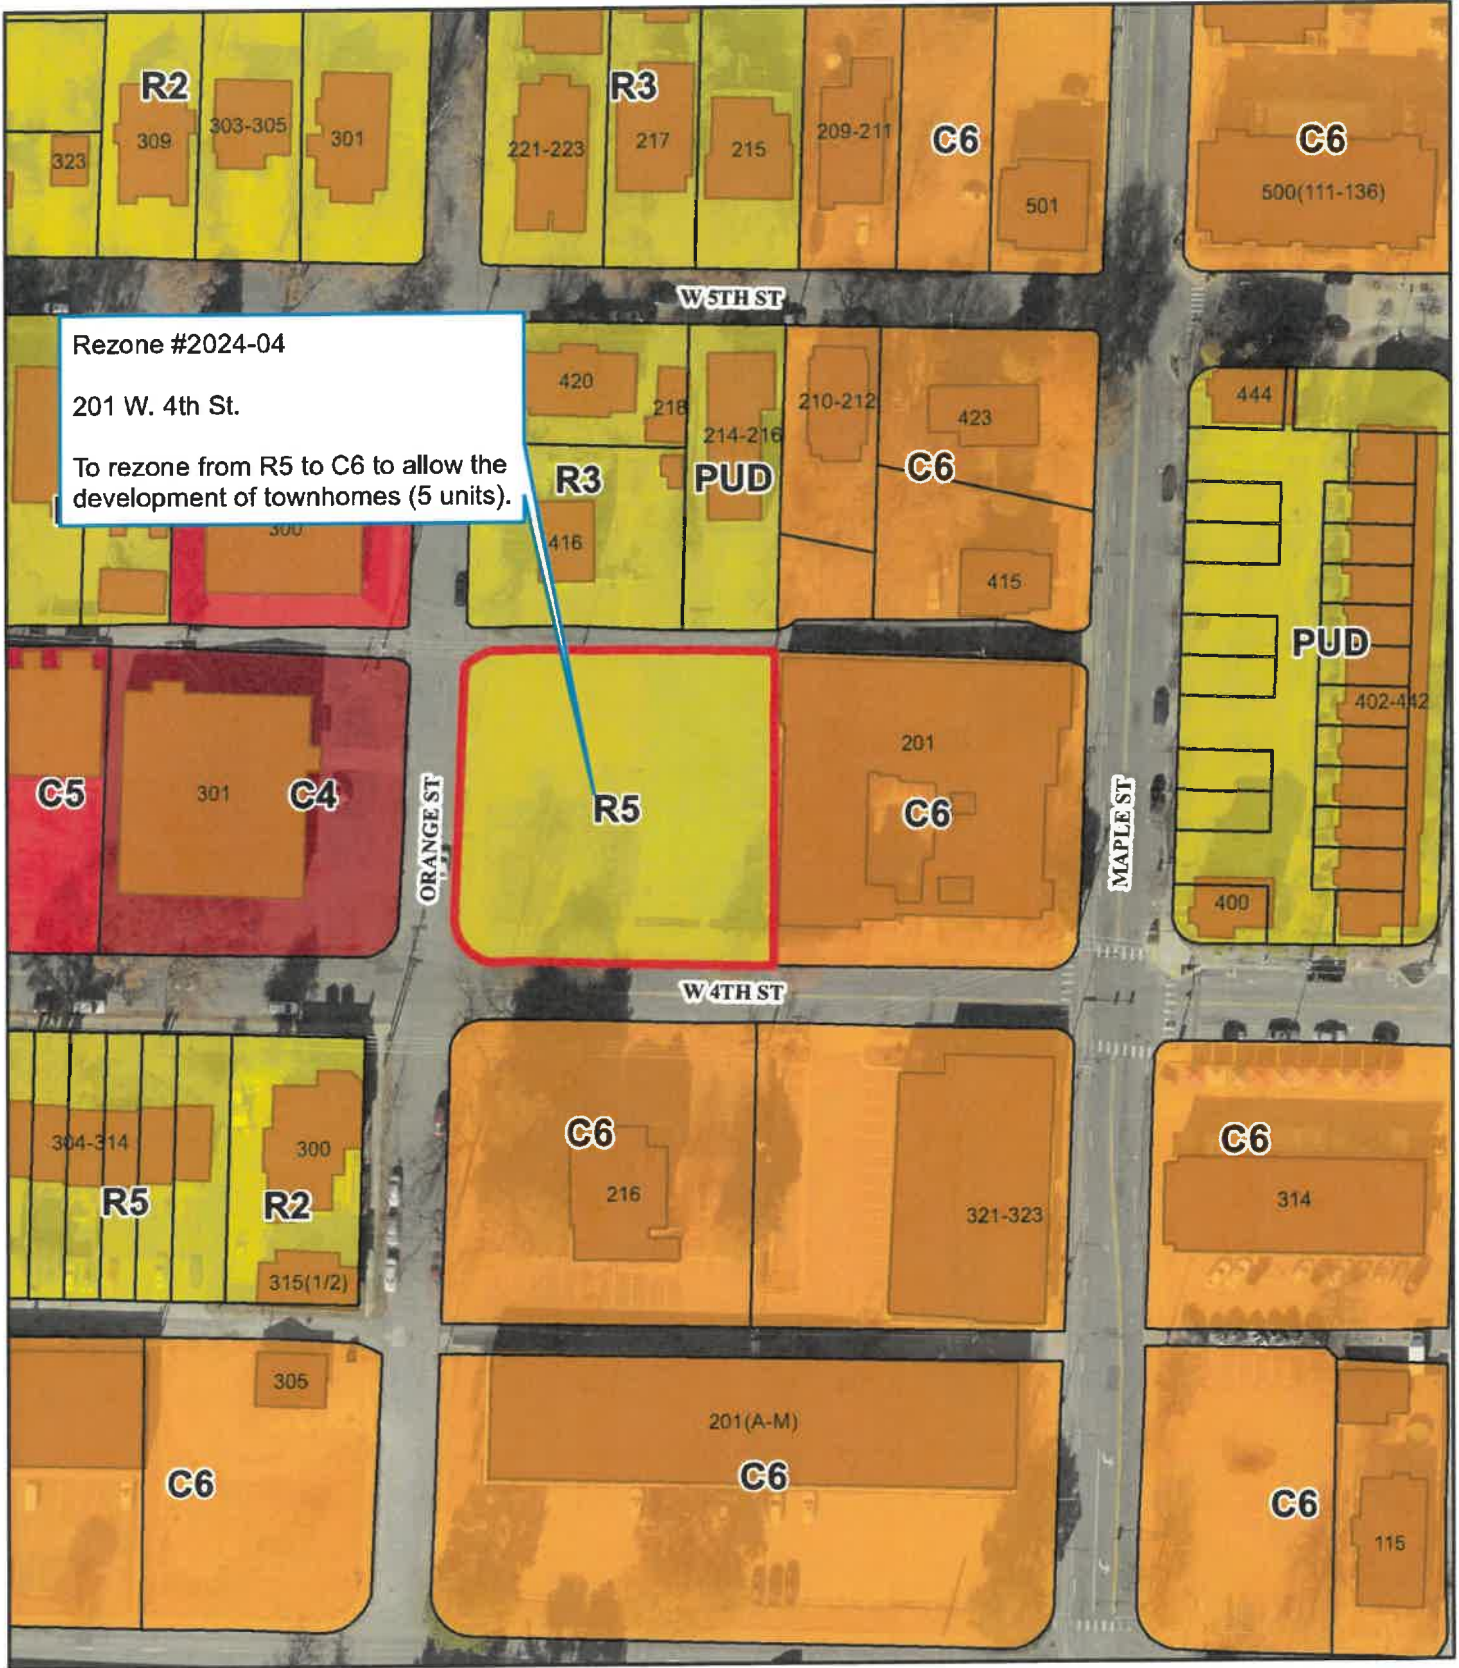 R2
R3
323
309
303-305
301
221-223
217
215
209-211
C6
501
C6
500(111-136)
W 5TH ST
Rezone #2024-04
201 W. 4th St.
To rezone from R5 to C6 to allow the
development of townhomes (5 units).
300
420
218
214-216
210-212
423
444
R3
PUD
C6
416
415
PUD
402-442
400
C5
301
C4
ORANGE ST
R5
201
C6
MAPLE ST
W 4TH ST
304-314
R5
300
R2
315(1/2)
C6
216
321-323
C6
314
305
C6
201(A-M)
C6
C6
115